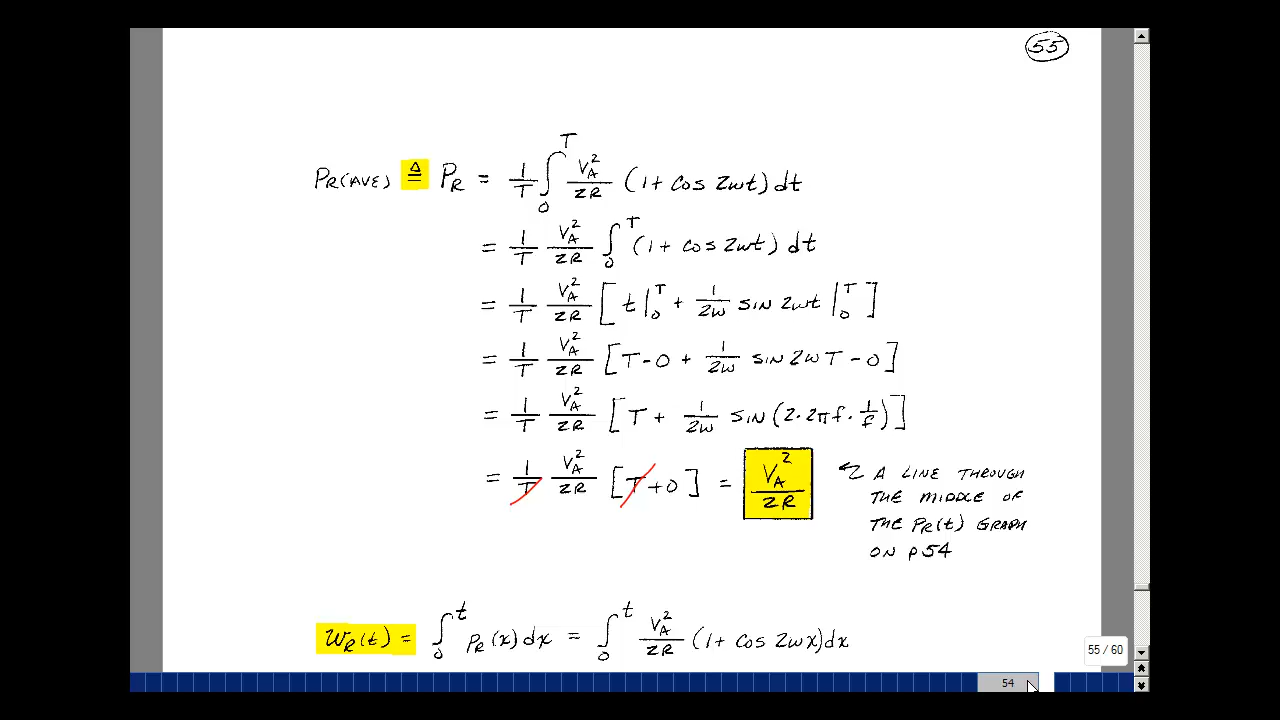 55
PR(AVE) ≜ PR = 1/T ∫₀ᵀ VA²/2R (1 + cos 2ωt) dt
= 1/T VA²/2R ∫₀ᵀ (1 + cos 2ωt) dt
= 1/T VA²/2R [ t |₀ᵀ + 1/2ω sin 2ωt |₀ᵀ ]
= 1/T VA²/2R [ T - 0 + 1/2ω sin 2ωT - 0 ]
= 1/T VA²/2R [ T + 1/2ω sin (2·2πf·1/f) ]
= 1/T VA²/2R [ T + 0 ] = VA²/2R
A LINE THROUGH
THE MIDDLE OF
THE PR(t) GRAPH
ON p54
WR(t) = ∫₀ᵗ PR(x) dx = ∫₀ᵗ VA²/2R (1 + cos 2ωx) dx
55 / 60
54